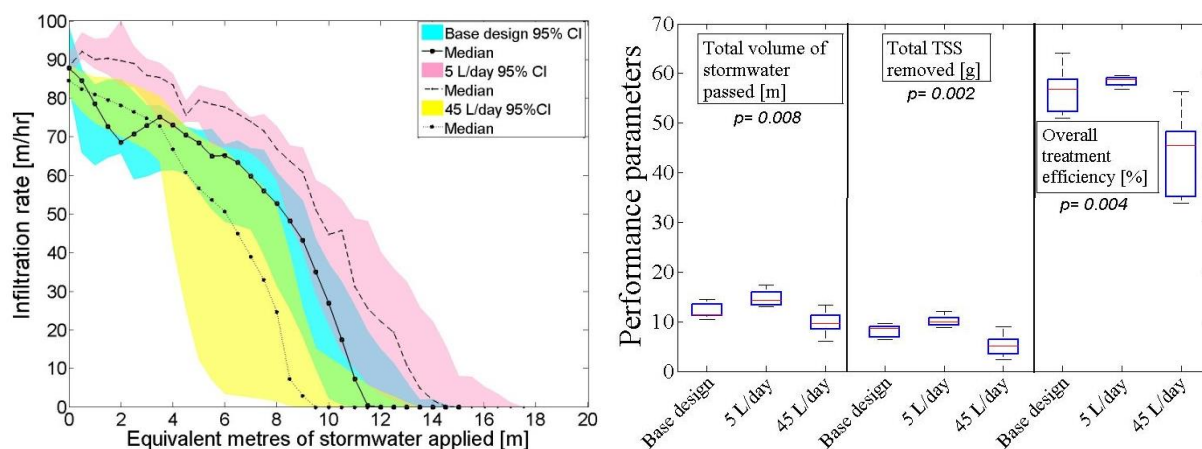 100
90
80
70
60
50
40
30
20
10
0
Infiltration rate [m/hr]
0 2 4 6 8 10 12 14 16 18 20
Equivalent metres of stormwater applied [m]
Base design 95% CI
Median
5 L/day 95% CI
Median
45 L/day 95%CI
Median
70
60
50
40
30
20
10
0
Performance parameters
Total volume of
stormwater
passed [m]
p= 0.008
Total TSS
removed [g]
p= 0.002
Overall
treatment
efficiency [%]
p= 0.004
Base design
5 L/day
45 L/day
Base design
5 L/day
45 L/day
Base design
5 L/day
45 L/day